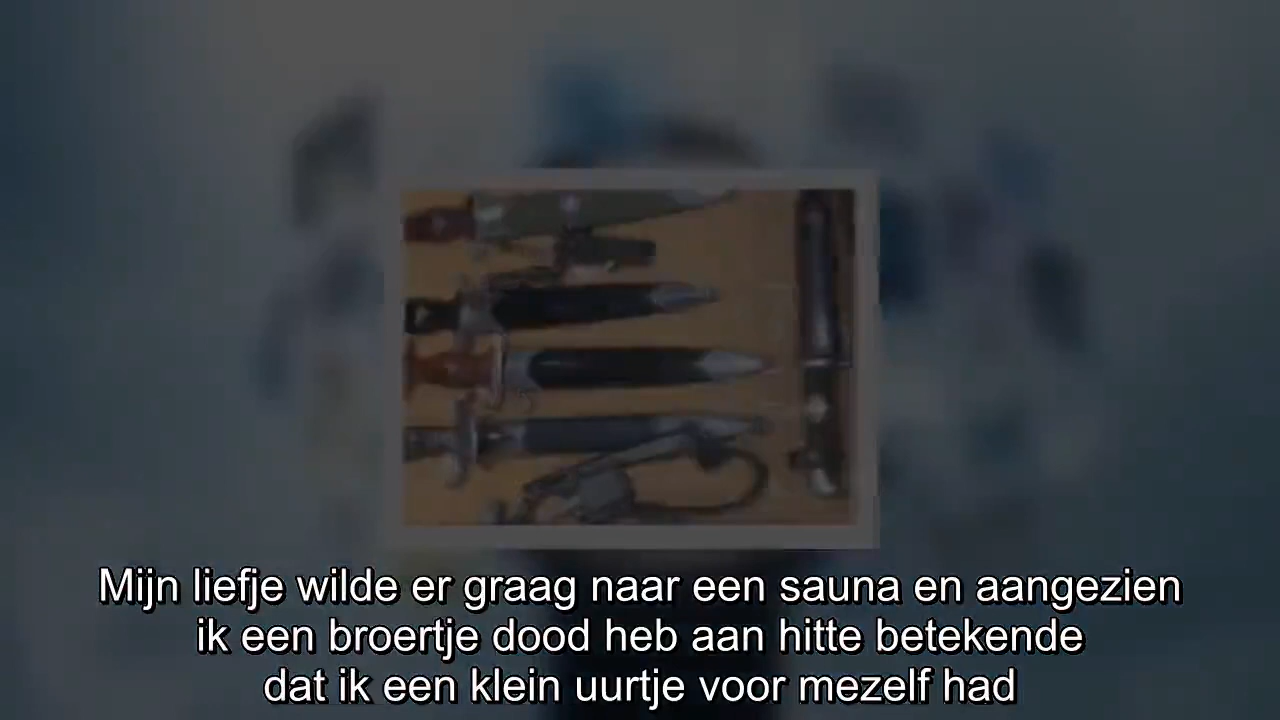 Mijn liefje wilde er graag naar een sauna en aangezien
ik een broertje dood heb aan hitte betekende
dat ik een klein uurtje voor mezelf had